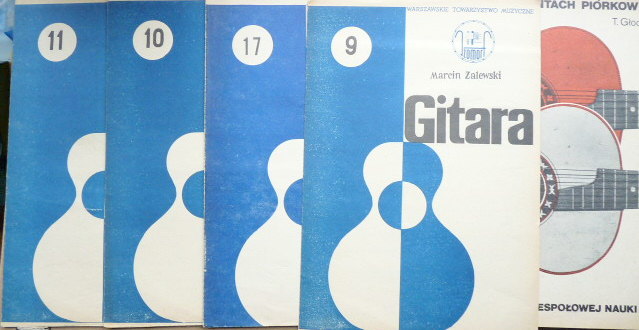 11
10
17
9
WARSZAWSKIE TOWARZYSTWO MUZYCZNE
Marcin Zalewski
Gitara
ITACH PIÓRKOW
T. Głoc
ESPOŁOWEJ NAUKI